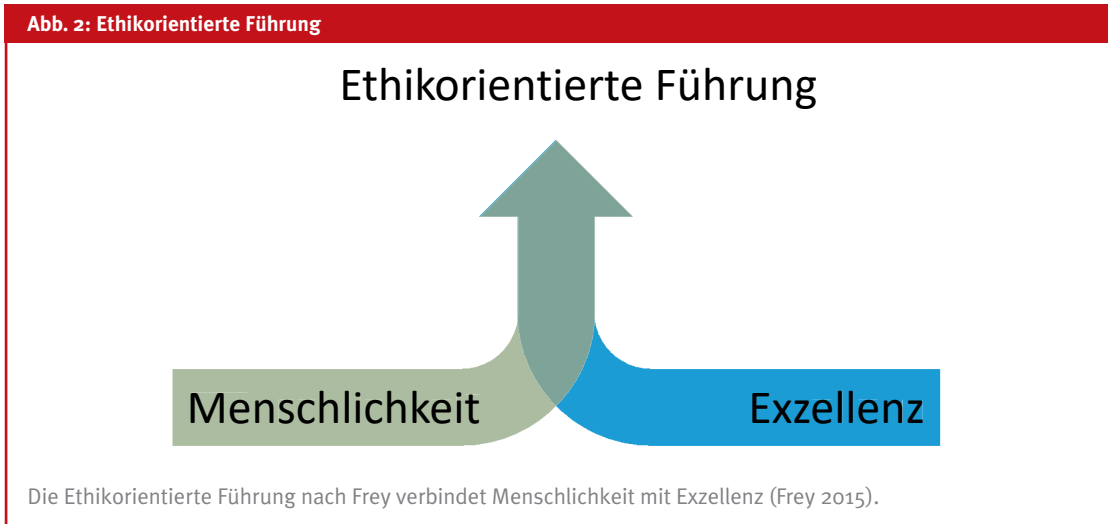 Abb. 2: Ethikorientierte Führung
Ethikorientierte Führung
Menschlichkeit
Exzellenz
Die Ethikorientierte Führung nach Frey verbindet Menschlichkeit mit Exzellenz (Frey 2015).